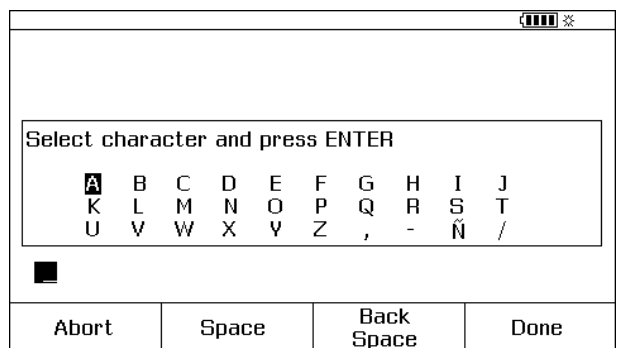 Select character and press ENTER
A B C D E F G H I J
K L M N O P Q R S T
U V W X Y Z , - Ñ /
Abort Space Back Space Done